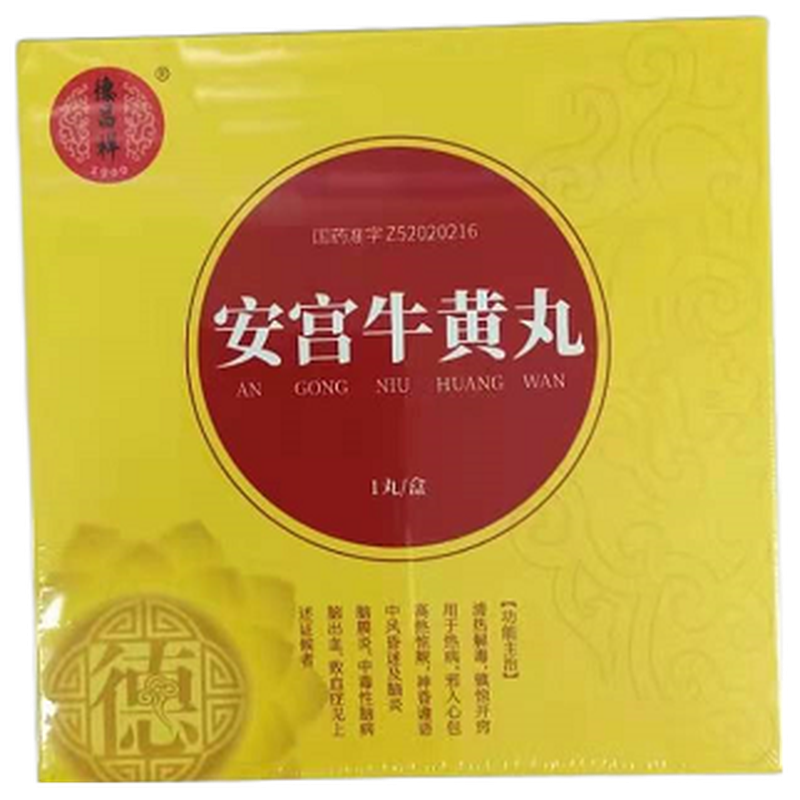 德昌祥
1900
®
国药准字Z52020216
安宫牛黄丸
AN GONG NIU HUANG WAN
1丸/盒
【功能主治】
清热解毒，镇惊开窍
用于热病，邪入心包
高热惊厥，神昏谵语
中风昏迷及脑炎
脑膜炎、中毒性脑病
脑出血、败血症见上
述证候者
德